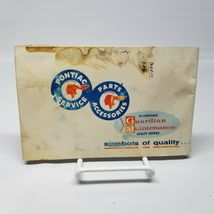 PONTIAC
SERVICE
PARTS
ACCESSORIES
PONTIAC
Guardian
Maintenance
symbols of quality...